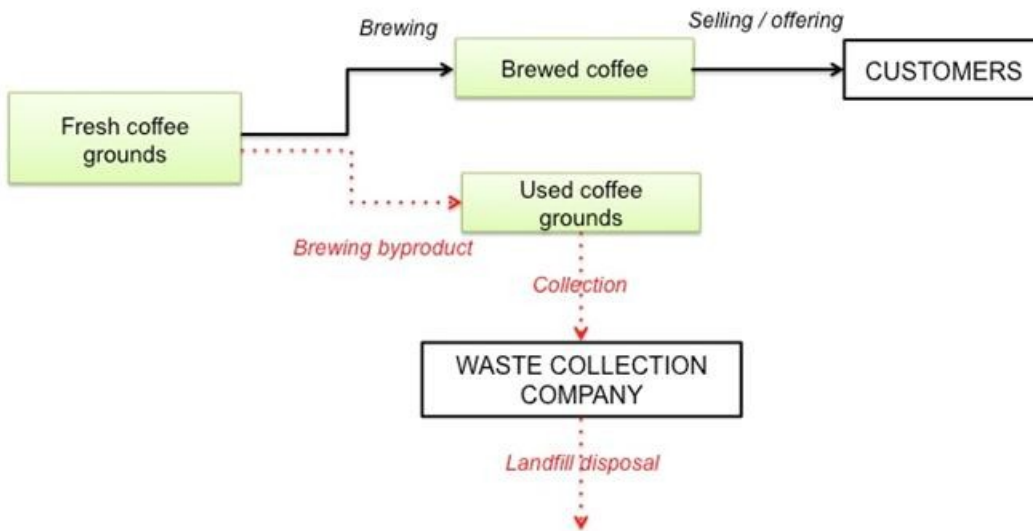 Brewing
Selling / offering
Brewed coffee
CUSTOMERS
Fresh coffee
grounds
Used coffee
grounds
Brewing byproduct
Collection
WASTE COLLECTION
COMPANY
Landfill disposal